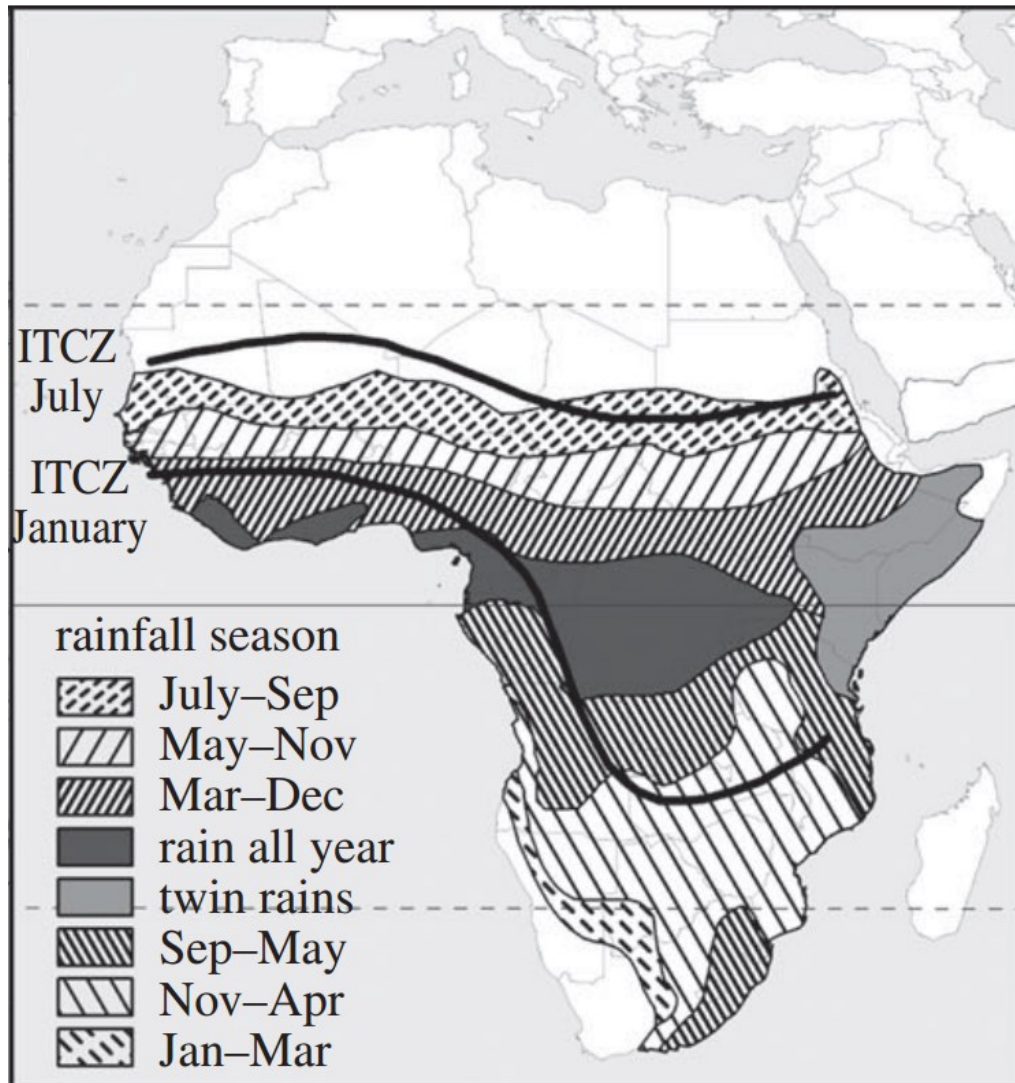 ITCZ
July
ITCZ
January
rainfall season
July–Sep
May–Nov
Mar–Dec
rain all year
twin rains
Sep–May
Nov–Apr
Jan–Mar